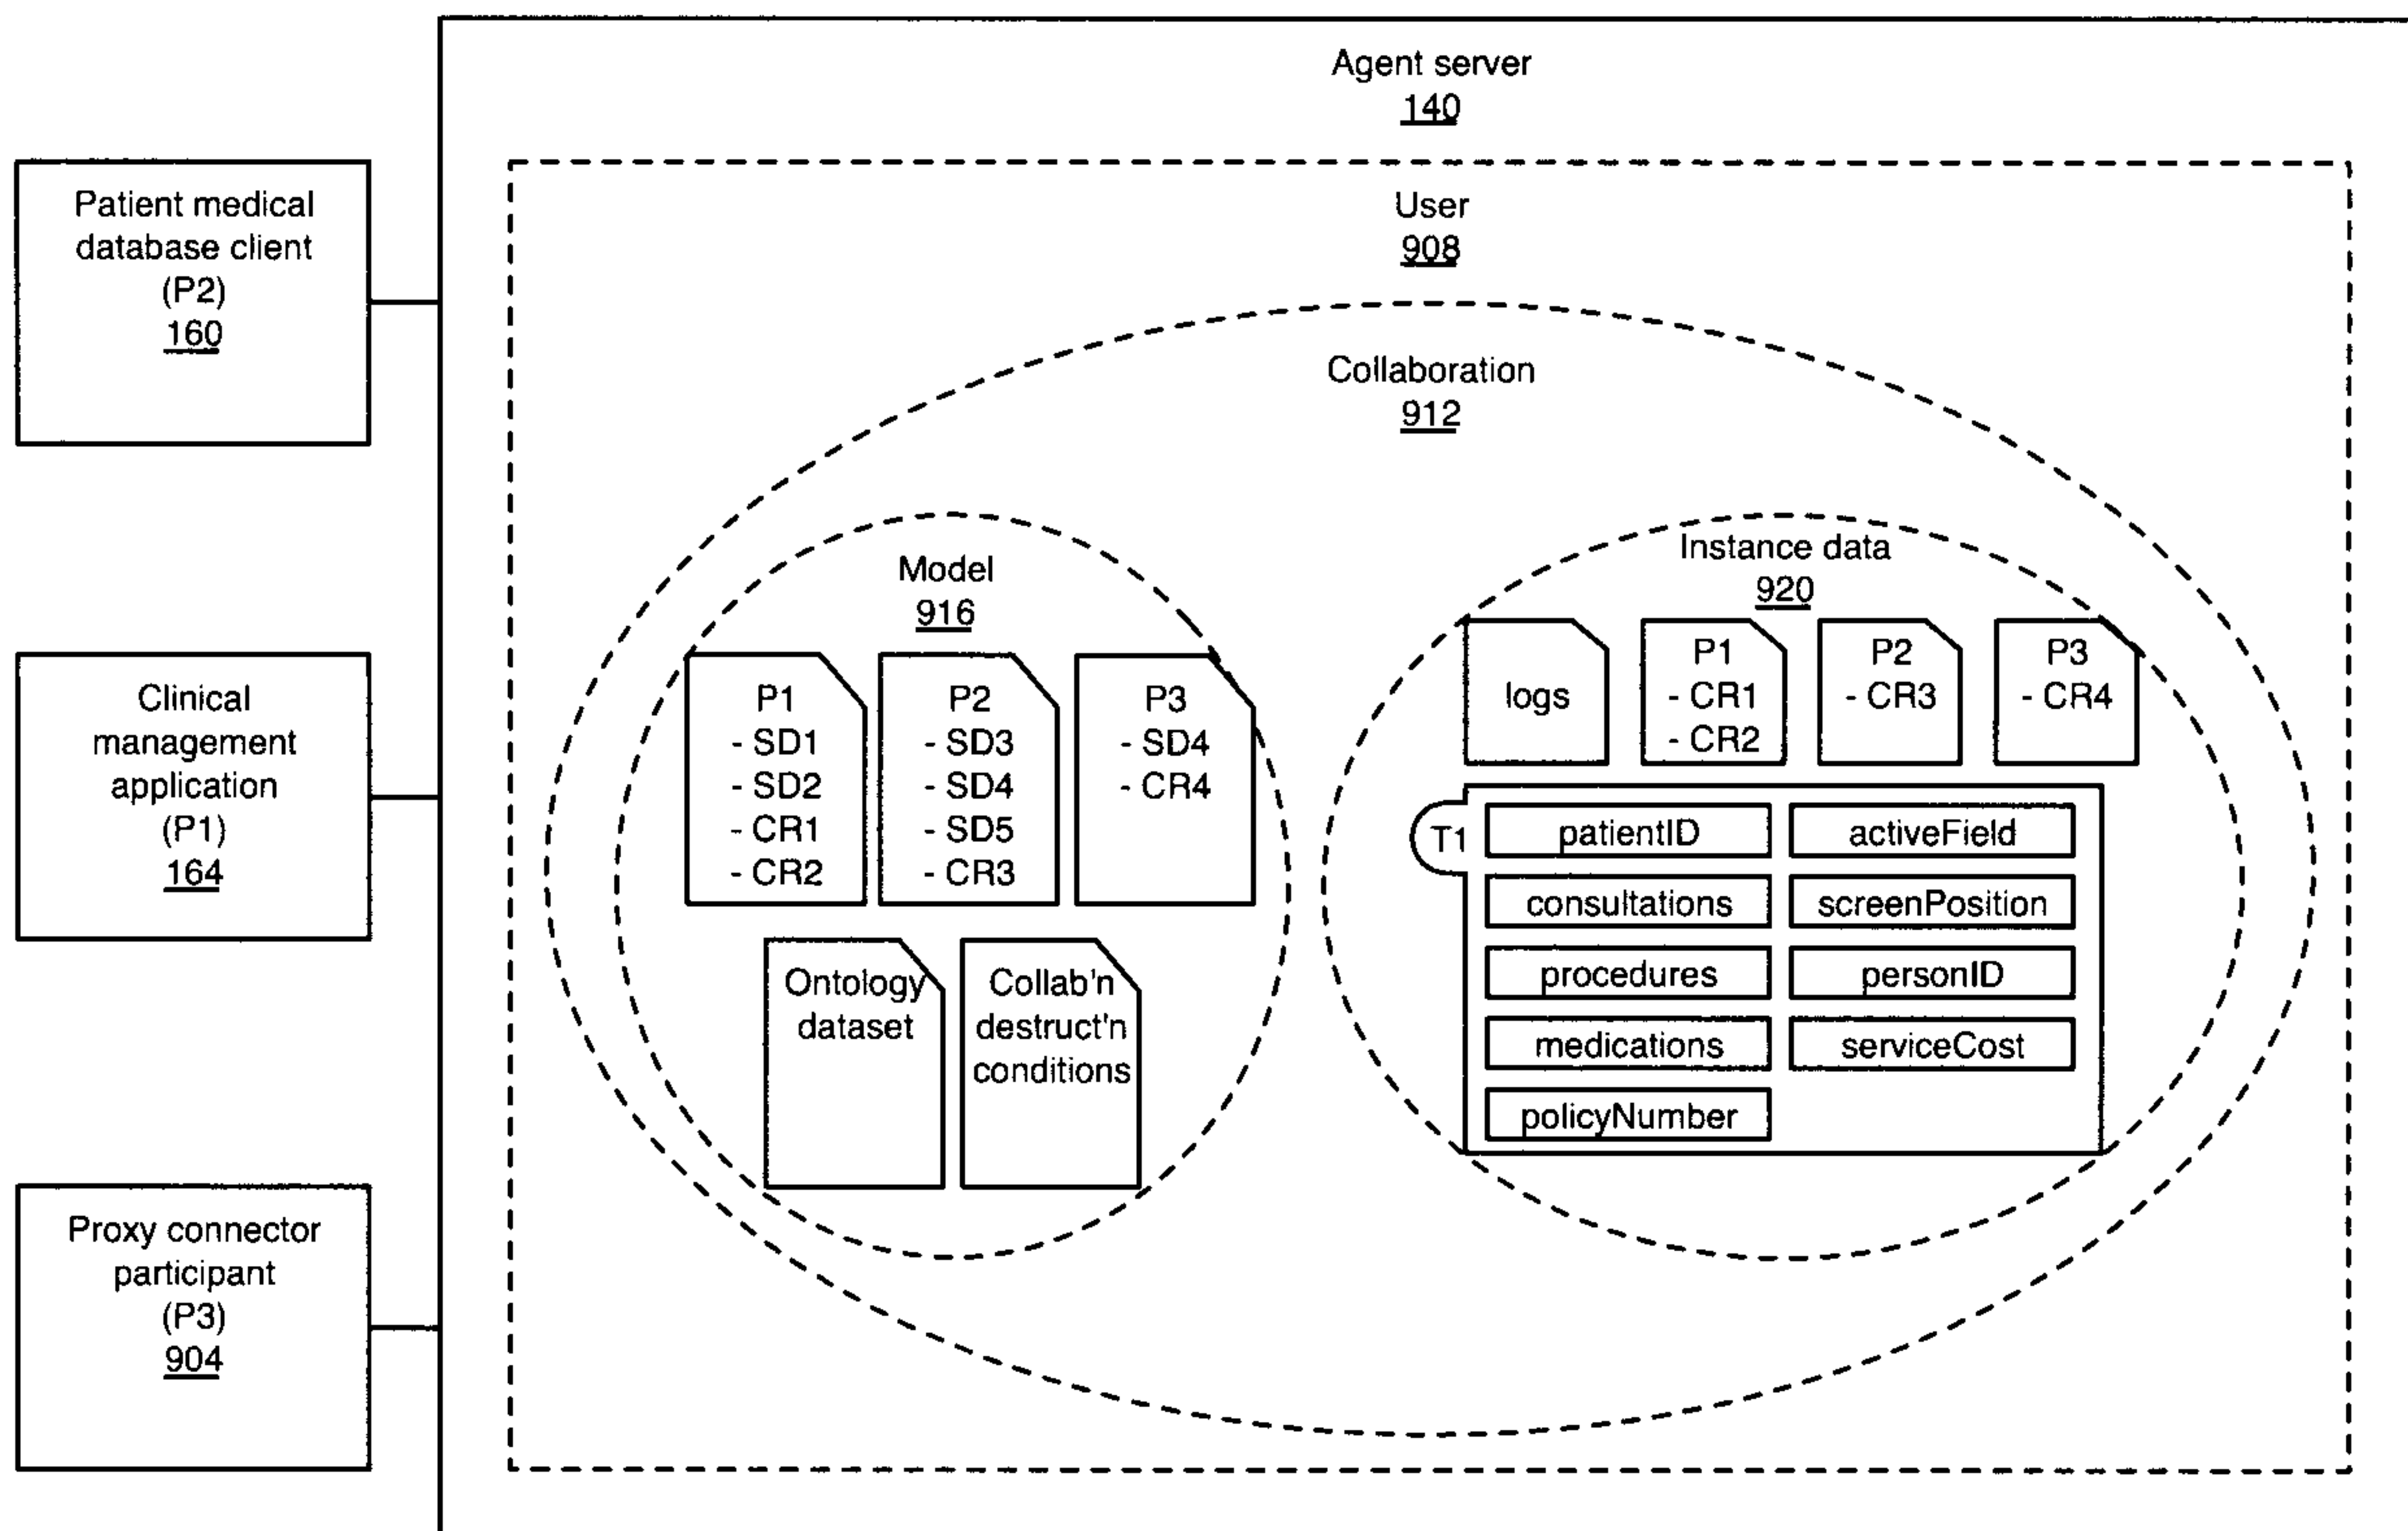 Agent server
140
Patient medical
database client
(P2)
160
Clinical
management
application
(P1)
164
Proxy connector
participant
(P3)
904
User
908
Collaboration
912
Model
916
P1
- SD1
- SD2
- CR1
- CR2
P2
- SD3
- SD4
- SD5
- CR3
P3
- SD4
- CR4
Ontology
dataset
Collab'n
destruct'n
conditions
Instance data
920
logs
P1
- CR1
- CR2
P2
- CR3
P3
- CR4
T1
patientID
activeField
consultations
screenPosition
procedures
personID
medications
serviceCost
policyNumber